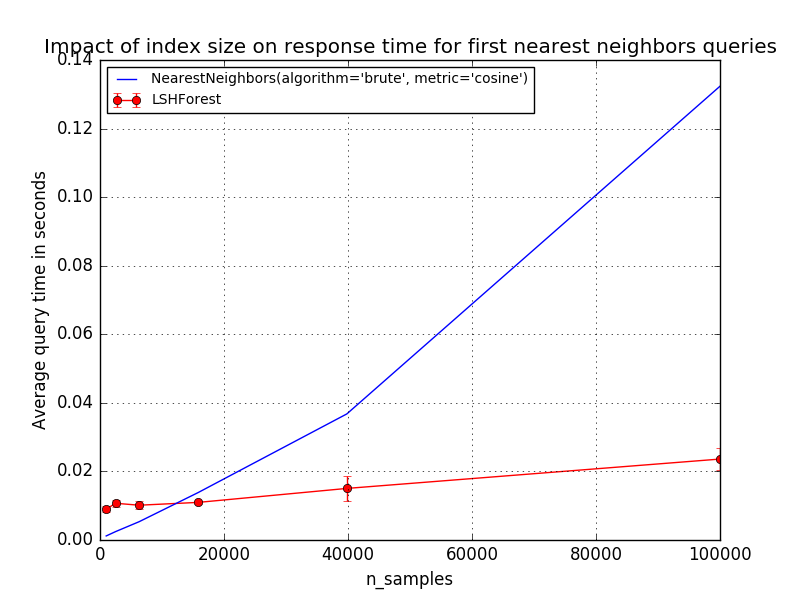 Impact of index size on response time for first nearest neighbors queries
NearestNeighbors(algorithm='brute', metric='cosine')
LSHForest
Average query time in seconds
0.14
0.12
0.10
0.08
0.06
0.04
0.02
0.00
0 20000 40000 60000 80000 100000
n_samples